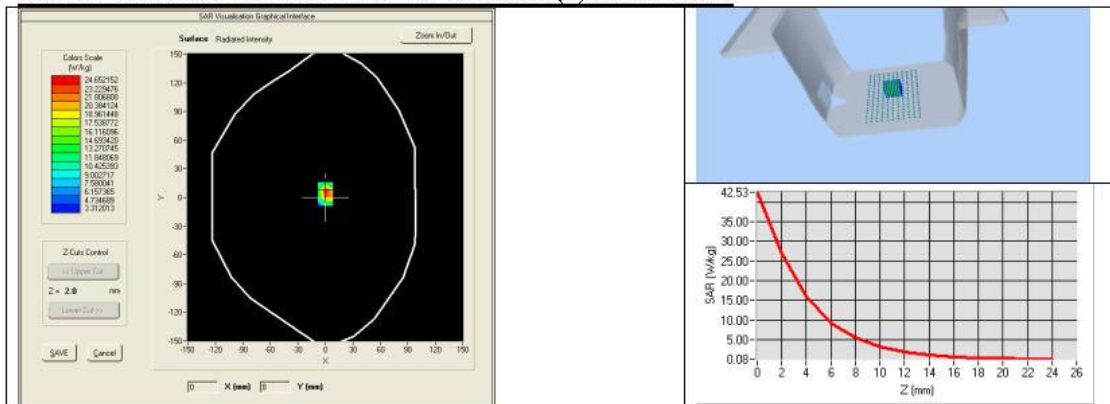 SAR Visualisation Graphical Interface
Surface Radiated Intensity
Zoom In/Out
Colors Scale
(W/kg)
24.652152
23.229476
21.806800
20.384124
18.961448
17.538772
16.116096
14.693420
13.270745
11.848069
10.425393
9.002717
7.580041
6.157365
4.734689
3.312013
Z-Cuts Control
<< Upper Cut
Z = 2.0 mm
Lower Cut >>
SAVE Cancel
150
120
90
60
30
0
-30
-60
-90
-120
-150
Y
-150 -120 -90 -60 -30 0 30 60 90 120 150
X
0 X (mm) 0 Y (mm)
42.53
35.00
30.00
25.00
20.00
15.00
10.00
5.00
0.08
SAR (W/kg)
0 2 4 6 8 10 12 14 16 18 20 22 24 26
Z (mm)